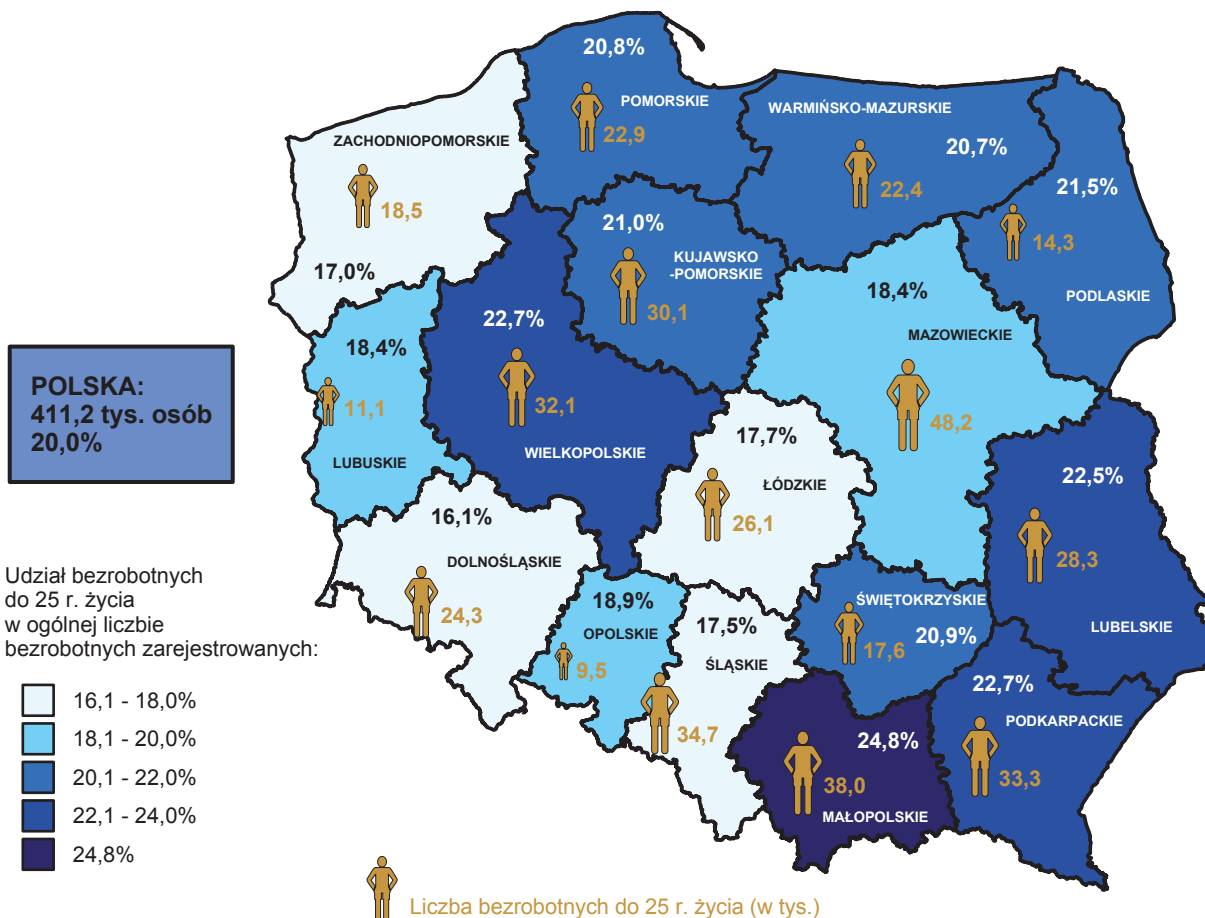 20,8%
POMORSKIE
22,9
WARMIŃSKO-MAZURSKIE
20,7%
22,4
ZACHODNIOPOMORSKIE
18,5
17,0%
21,5%
14,3
PODLASKIE
21,0%
KUJAWSKO
-POMORSKIE
30,1
18,4%
MAZOWIECKIE
48,2
22,7%
32,1
WIELKOPOLSKIE
18,4%
11,1
LUBUSKIE
POLSKA:
411,2 tys. osób
20,0%
17,7%
ŁÓDZKIE
26,1
22,5%
28,3
LUBELSKIE
16,1%
DOLNOŚLĄSKIE
24,3
18,9%
OPOLSKIE
9,5
17,5%
ŚLĄSKIE
34,7
ŚWIĘTOKRZYSKIE
17,6
20,9%
22,7%
PODKARPACKIE
33,3
24,8%
38,0
MAŁOPOLSKIE
Udział bezrobotnych
do 25 r. życia
w ogólnej liczbie
bezrobotnych zarejestrowanych:
16,1 - 18,0%
18,1 - 20,0%
20,1 - 22,0%
22,1 - 24,0%
24,8%
Liczba bezrobotnych do 25 r. życia (w tys.)